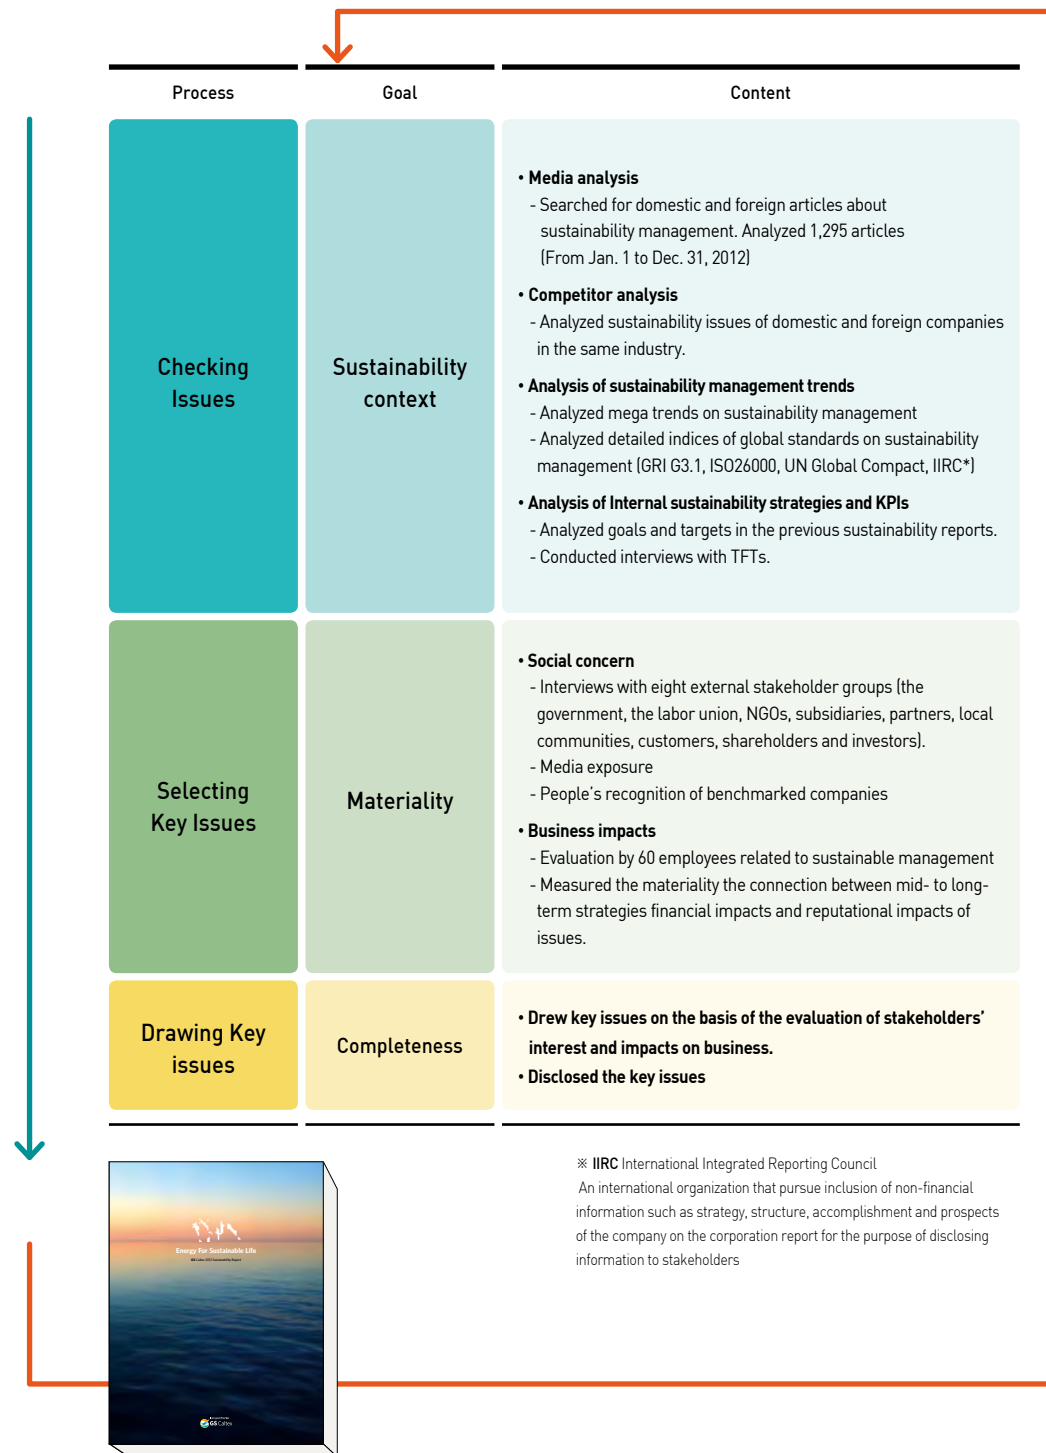 Process
Goal
Content
Checking
Issues
Sustainability
context
• Media analysis
- Searched for domestic and foreign articles about
sustainability management. Analyzed 1,295 articles
(From Jan. 1 to Dec. 31, 2012)
• Competitor analysis
- Analyzed sustainability issues of domestic and foreign companies
in the same industry.
• Analysis of sustainability management trends
- Analyzed mega trends on sustainability management
- Analyzed detailed indices of global standards on sustainability
management (GRI G3.1, ISO26000, UN Global Compact, IIRC*)
• Analysis of Internal sustainability strategies and KPIs
- Analyzed goals and targets in the previous sustainability reports.
- Conducted interviews with TFTs.
Selecting
Key Issues
Materiality
• Social concern
- Interviews with eight external stakeholder groups (the
government, the labor union, NGOs, subsidiaries, partners, local
communities, customers, shareholders and investors).
- Media exposure
- People's recognition of benchmarked companies
• Business impacts
- Evaluation by 60 employees related to sustainable management
- Measured the materiality the connection between mid- to long-
term strategies financial impacts and reputational impacts of
issues.
Drawing Key
issues
Completeness
• Drew key issues on the basis of the evaluation of stakeholders'
interest and impacts on business.
• Disclosed the key issues
※ IIRC International Integrated Reporting Council
An international organization that pursue inclusion of non-financial
information such as strategy, structure, accomplishment and prospects
of the company on the corporation report for the purpose of disclosing
information to stakeholders
Energy For Sustainable Life
GS Caltex